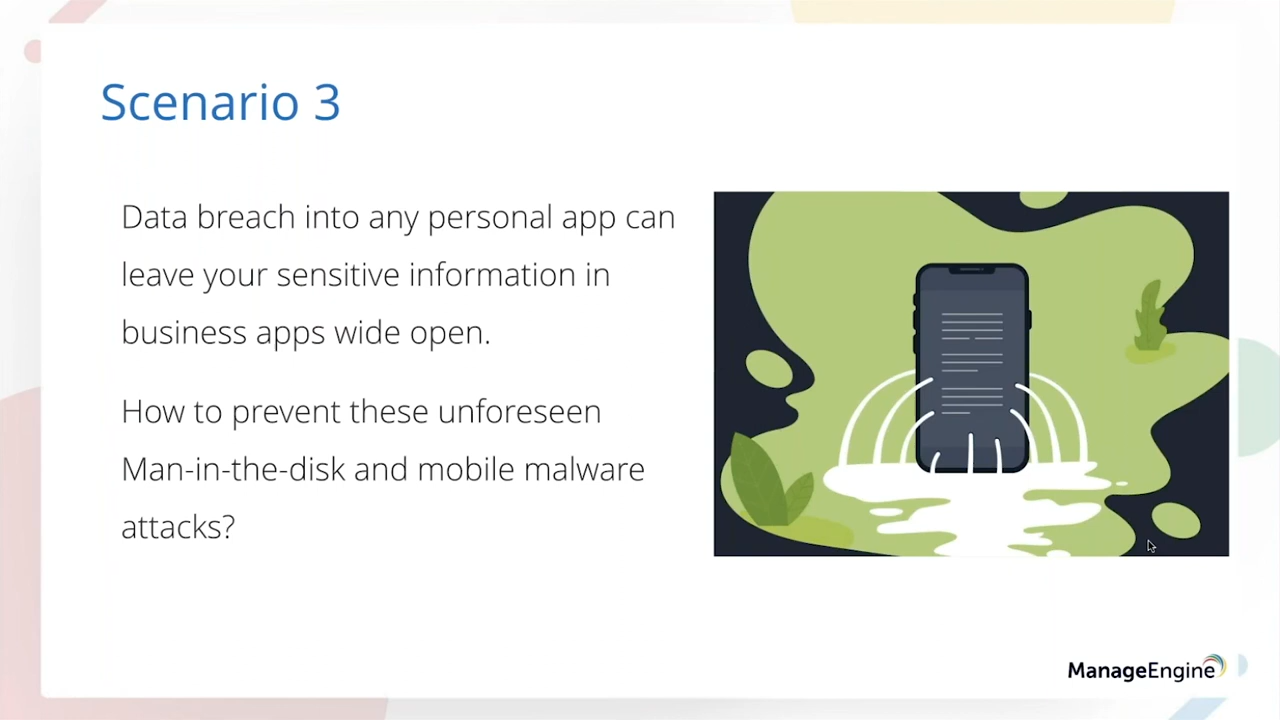 Scenario 3
Data breach into any personal app can
leave your sensitive information in
business apps wide open.
How to prevent these unforeseen
Man-in-the-disk and mobile malware
attacks?
ManageEngine